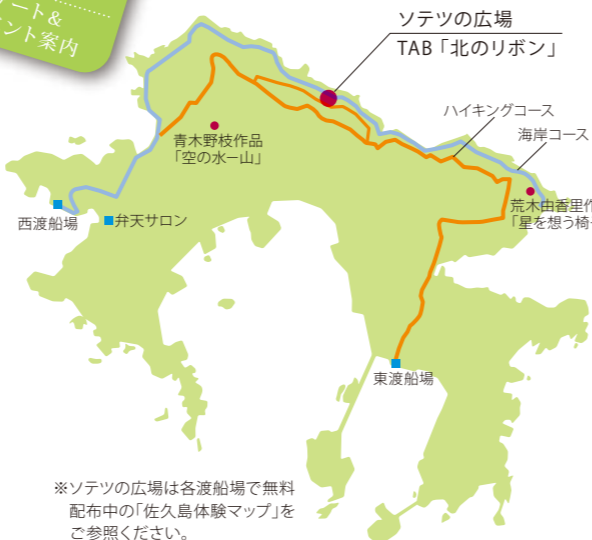 ート&
ント案内
ソテツの広場
TAB「北のリボン」
ハイキングコース
海岸コース
青木野枝作品
「空の水ー山」
荒木由香里作
「星を想う椅
西渡船場
弁天サロン
東渡船場
※ソテツの広場は各渡船場で無料
配布中の「佐久島体験マップ」を
ご参照ください。